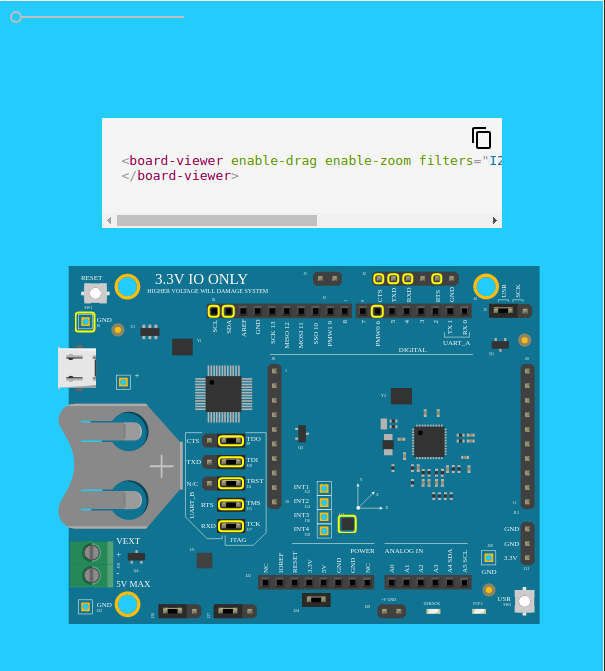 <board-viewer enable-drag enable-zoom filters="I2
</board-viewer>
RESET
3.3V IO ONLY
HIGHER VOLTAGE WILL DAMAGE SYSTEM
CTS
TXD
RXD
RTS
GND
USR
SCK
GND
SCL
SDA
AREF
GND
SCK 13
MISO 12
MOSI 11
SSO 10
PMW1 9
8
7
PMW0 6
5
4
3
2
TX 1
RX 0
UART_A
DIGITAL
+
CTS
TDO
TXD
TDI
N/C
TRST
RTS
TMS
RXD
TCK
UART_B
JTAG
INT1
INT2
INT3
INT4
POWER
ANALOG IN
NC
IOREF
RESET
3.3V
5V
GND
GND
NC
A0
A1
A2
A3
A4 SDA
A5 SCL
GND
GND
3.3V
GND
VEXT
+
-
5V MAX
GND
USR